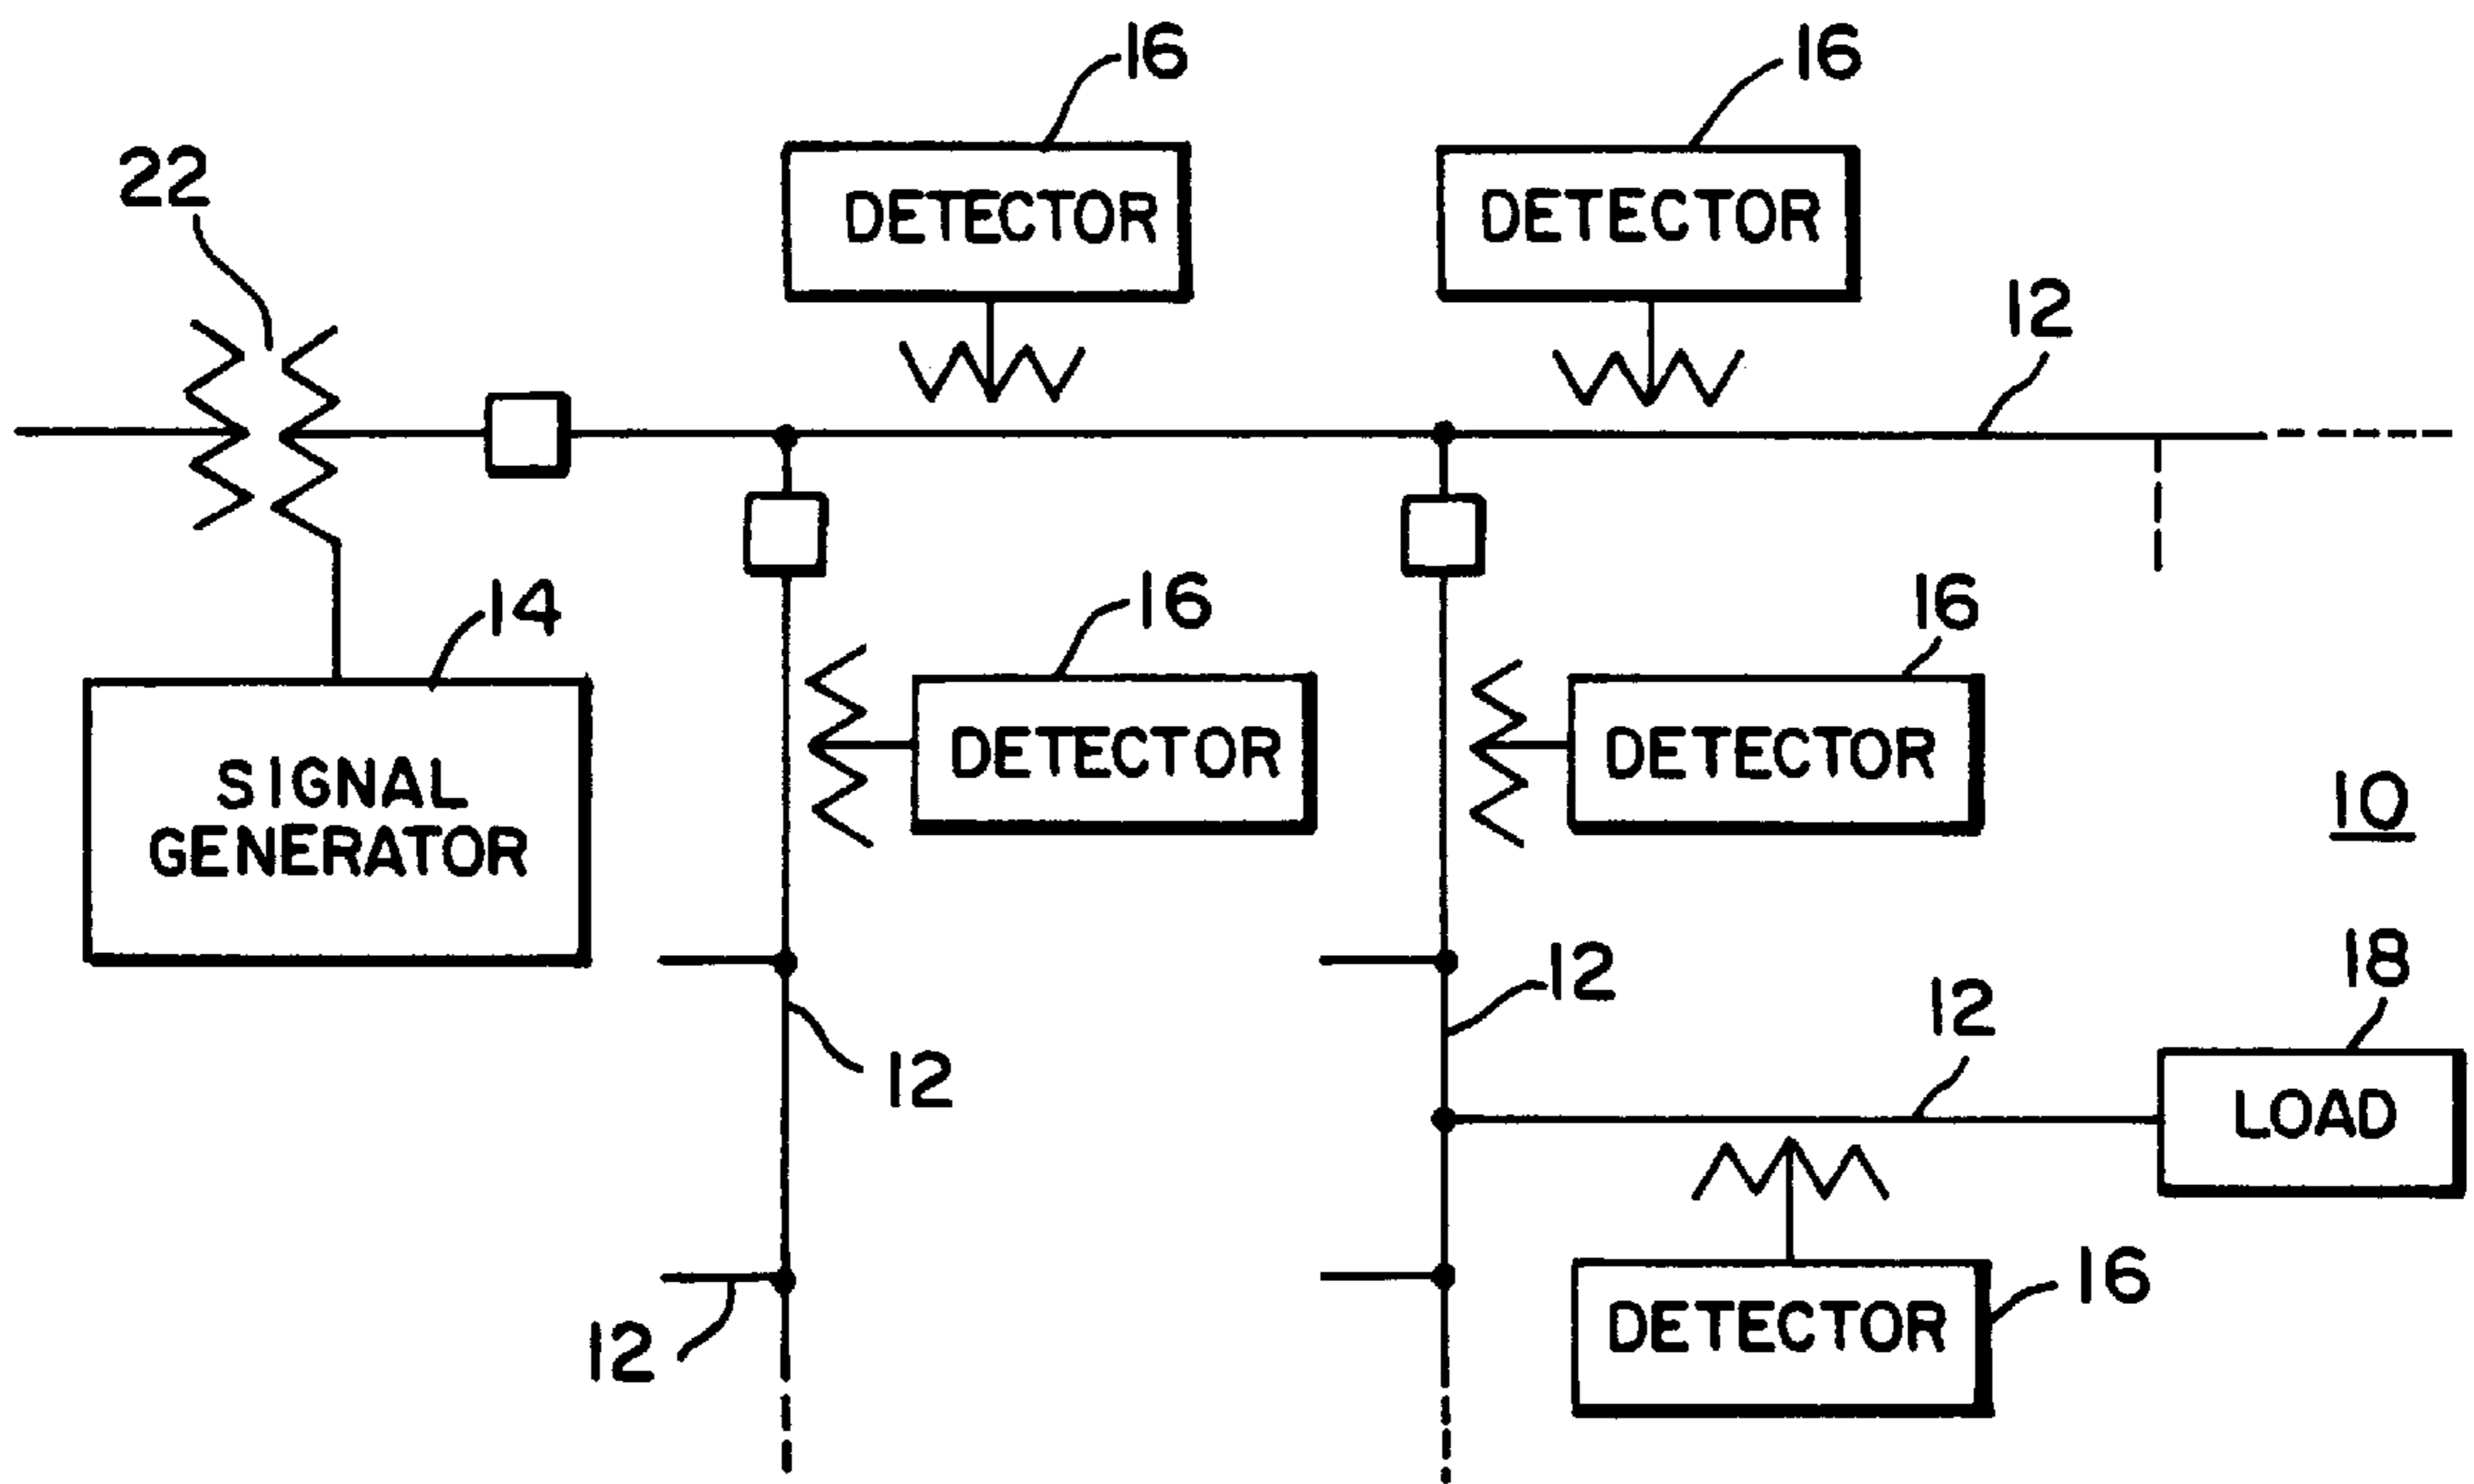 16
16
22
DETECTOR
DETECTOR
12
14
16
16
SIGNAL
GENERATOR
DETECTOR
DETECTOR
10
12
12
18
12
LOAD
12
16
DETECTOR